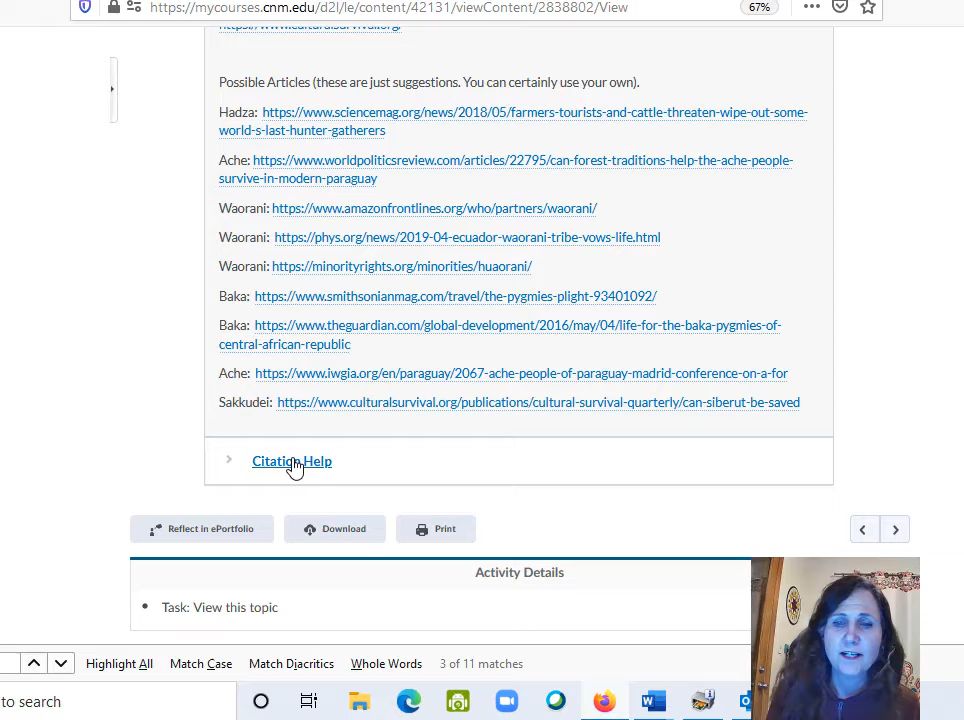 https://mycourses.cnm.edu/d2l/le/content/42131/viewContent/2838802/View
67%
https://www.culturalsurvival.org/
Possible Articles (these are just suggestions. You can certainly use your own).
Hadza: https://www.sciencemag.org/news/2018/05/farmers-tourists-and-cattle-threaten-wipe-out-some-
world-s-last-hunter-gatherers
Ache: https://www.worldpoliticsreview.com/articles/22795/can-forest-traditions-help-the-ache-people-
survive-in-modern-paraguay
Waorani: https://www.amazonfrontlines.org/who/partners/waorani/
Waorani: https://phys.org/news/2019-04-ecuador-waorani-tribe-vows-life.html
Waorani: https://minorityrights.org/minorities/huaorani/
Baka: https://www.smithsonianmag.com/travel/the-pygmies-plight-93401092/
Baka: https://www.theguardian.com/global-development/2016/may/04/life-for-the-baka-pygmies-of-
central-african-republic
Ache: https://www.iwgia.org/en/paraguay/2067-ache-people-of-paraguay-madrid-conference-on-a-for
Sakkudei: https://www.culturalsurvival.org/publications/cultural-survival-quarterly/can-siberut-be-saved
Citation Help
Reflect in ePortfolio
Download
Print
Activity Details
Task: View this topic
Highlight All
Match Case
Match Diacritics
Whole Words
3 of 11 matches
to search